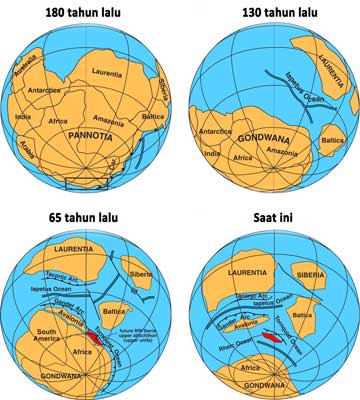 180 tahun lalu
Australia
Laurentia
Siberia
Antarctica
India
Africa
Amazonia
Baltica
PANNOTIA
Arabia
130 tahun lalu
LAURENTIA
Iapetus Ocean
Antarctica
GONDWANA
Baltica
India
Africa
Amazonia
65 tahun lalu
LAURENTIA
Siberia
Taconic Arc
Iapetus Ocean
Gander Arc
Avalonia
Baltica
Tornquist Ocean
future NW Iberia
upper allochthon
(upper units)
South
America
Africa
GONDWANA
Saat ini
LAURENTIA
SIBERIA
Taconic Arc
Iapetus Ocean
Gander Arc
Avalonia
Baltica
Tornquist Ocean
Rheic Ocean
Africa
GONDWANA